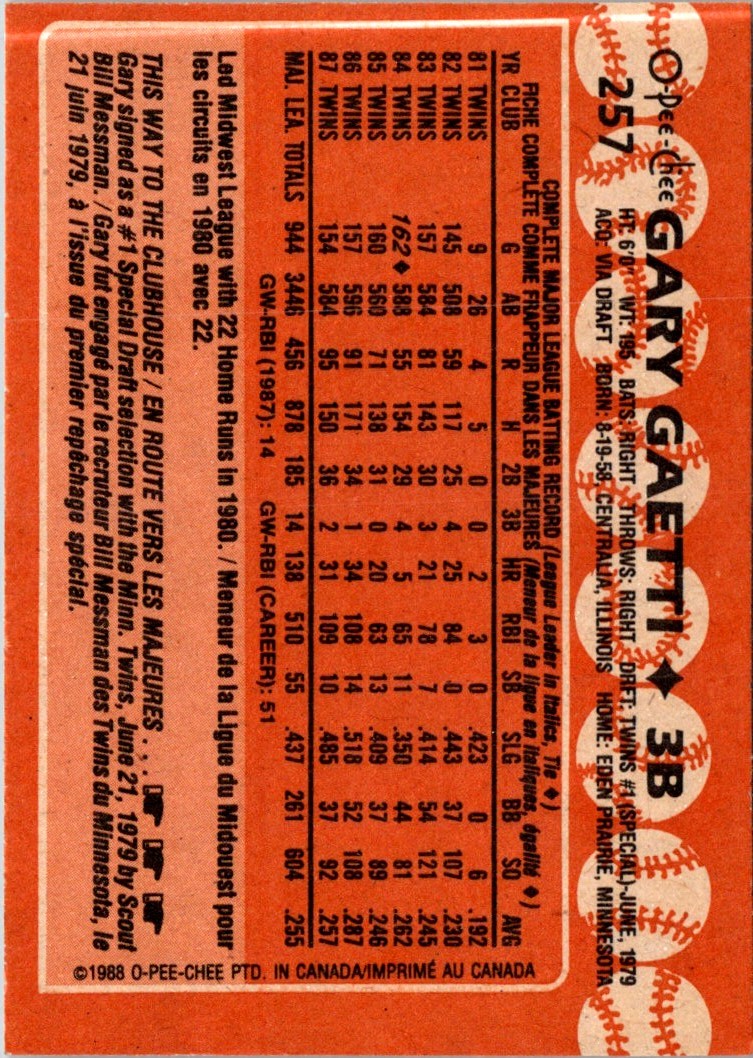 O-Pee-Chee GARY GAETTI ♦ 3B
257 HT: 6'0" WT: 195 BATS: RIGHT THROWS: RIGHT DRFT: TWINS #1 (SPECIAL)-JUNE, 1979
ACQ: VIA DRAFT BORN: 8-19-58, CENTRALIA, ILLINOIS HOME: EDEN PRAIRIE, MINNESOTA
COMPLETE MAJOR LEAGUE BATTING RECORD (League Leader in Italics, Tie ♦)
FICHE COMPLETE COMME FRAPPEUR DANS LES MAJEURES (Meneur de la ligue en italiques, égalité ♦)
YR CLUB G AB R H 2B 3B HR RBI SB SLG BB SO AVG
81 TWINS 9 26 4 5 0 0 2 3 0 .423 0 6 .192
82 TWINS 145 508 59 117 25 4 25 84 0 .443 37 107 .230
83 TWINS 157 584 81 143 30 3 21 78 7 .414 54 121 .245
84 TWINS 162♦ 588 55 154 29 4 5 65 11 .350 44 81 .262
85 TWINS 160 560 71 138 31 0 20 63 13 .409 37 89 .246
86 TWINS 157 596 91 171 34 1 34 108 14 .518 52 108 .287
87 TWINS 154 584 95 150 36 2 31 109 10 .485 37 92 .257
MAJ. LEA. TOTALS 944 3446 456 878 185 14 138 510 55 .437 261 604 .255
GW-RBI (1987): 14 GW-RBI (CAREER): 51
Led Midwest League with 22 Home Runs in 1980. / Meneur de la Ligue du Midouest pour
les circuits en 1980 avec 22.
THIS WAY TO THE CLUBHOUSE / EN ROUTE VERS LES MAJEURES . . .
Gary signed as a #1 Special Draft selection with the Minn. Twins, June 21, 1979 by Scout
Bill Messman. / Gary fut engagé par le recruteur Bill Messman des Twins du Minnesota, le
21 juin 1979, à l'issue du premier repêchage spécial.
©1988 O-PEE-CHEE PTD. IN CANADA/IMPRIMÉ AU CANADA